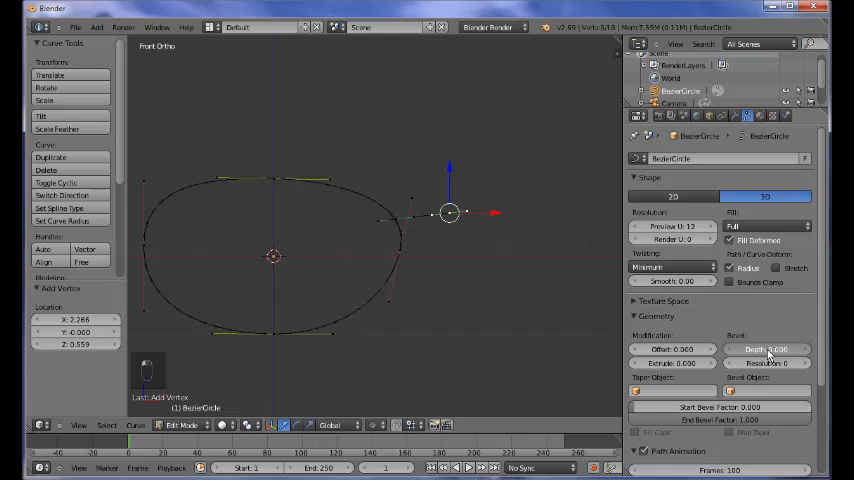 Blender
File Add Render Window Help
Default
Scene
Blender Render
v2.69 | Verts:3/18 | Mem:7.59M (0.11M) | BezierCircle
Curve Tools
Transform:
Translate
Rotate
Scale
Tilt
Scale Feather
Curve:
Duplicate
Delete
Toggle Cyclic
Switch Direction
Set Spline Type
Set Curve Radius
Handles:
Auto Vector
Align Free
Modeling:
Add Vertex
Location
X: 2.266
Y: -0.000
Z: 0.559
Front Ortho
Last: Add Vertex
(1) BezierCircle
View Select Curve
Edit Mode
Global
-40 -20 0 20 40 60 80 100 120 140 160 180 200 220 240 260
View Marker Frame Playback
Start: 1
End: 250
1
No Sync
View Search
All Scenes
Scene
RenderLayers
World
BezierCircle
Camera
BezierCircle
BezierCircle
BezierCircle
F
Shape
2D 3D
Resolution: Fill:
Preview U: 12 Full
Render U: 0 Fill Deformed
Twisting: Path / Curve-Deform:
Minimum Radius Stretch
Smooth: 0.00 Bounds Clamp
Texture Space
Geometry
Modification: Bevel:
Offset: 0.000 Depth: 0.000
Extrude: 0.000 Resolution: 0
Taper Object: Bevel Object:
Start Bevel Factor: 0.000
End Bevel Factor: 1.000
Fill Caps Map Taper
Path Animation
Frames: 100